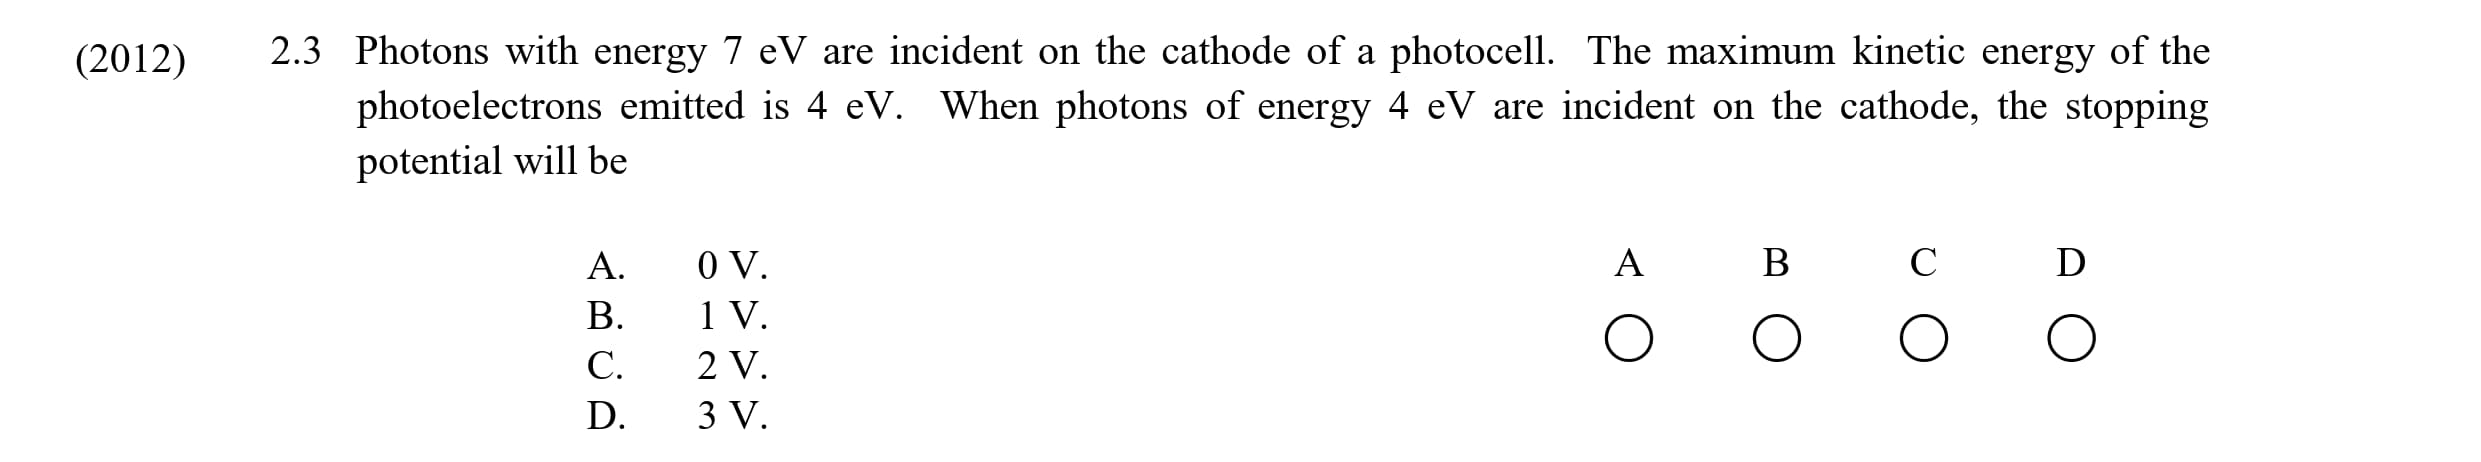 (2012) 2.3 Photons with energy 7 eV are incident on the cathode of a photocell. The maximum kinetic energy of the
photoelectrons emitted is 4 eV. When photons of energy 4 eV are incident on the cathode, the stopping
potential will be
A. 0 V. A B C D
B. 1 V.
C. 2 V.
D. 3 V.